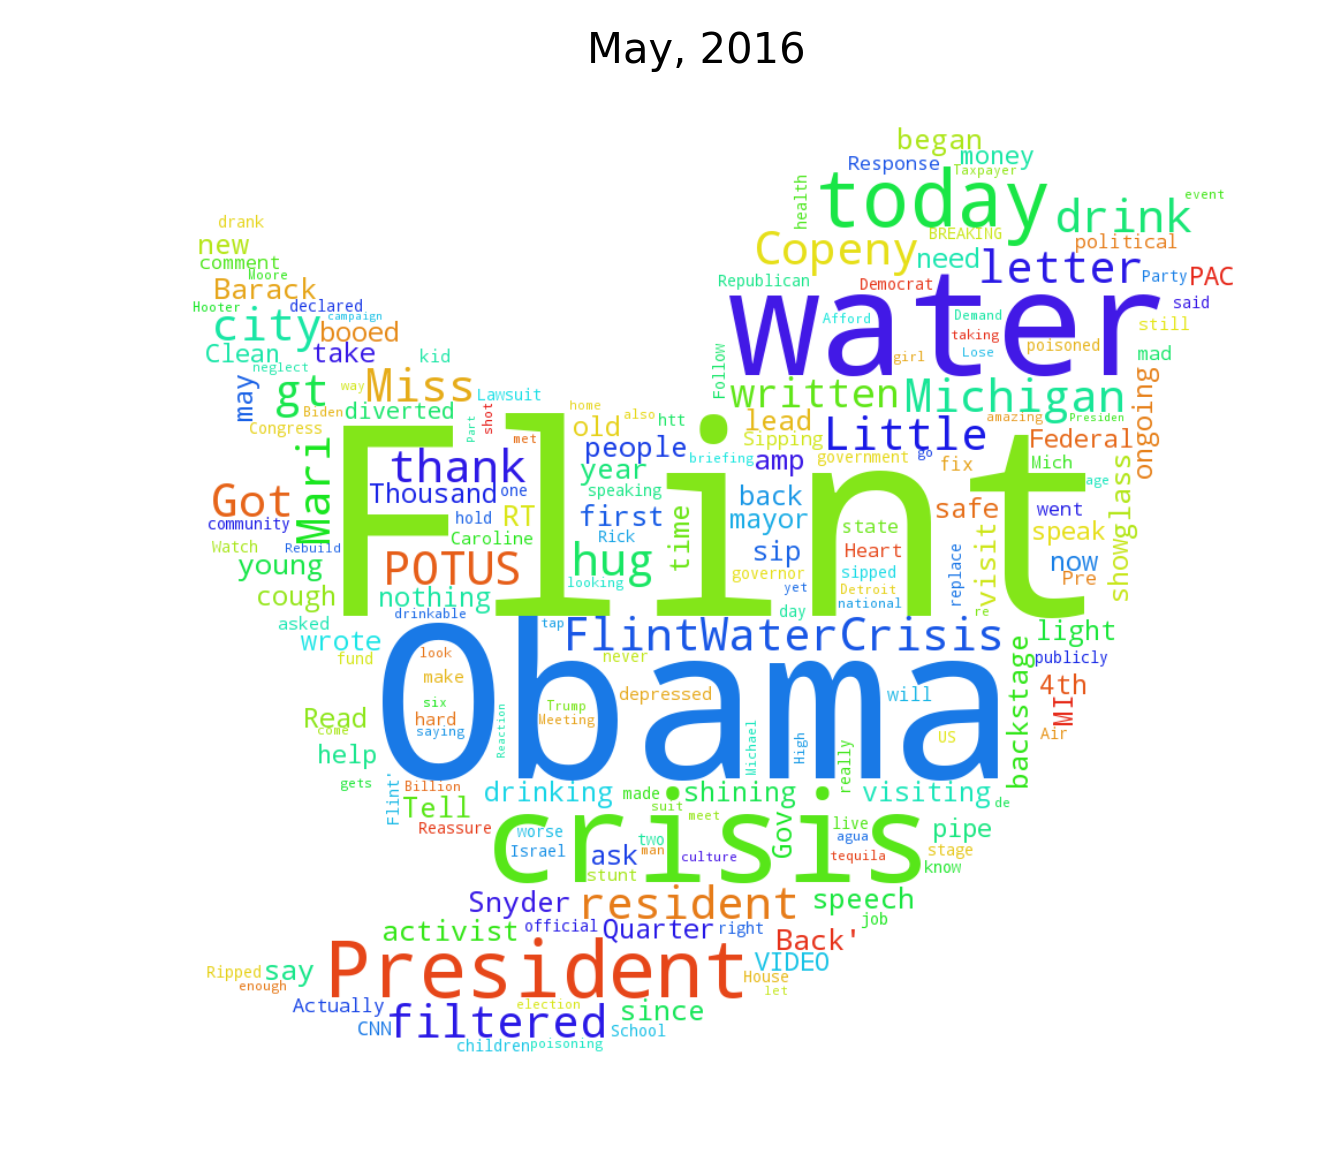 May, 2016
began
Response
money
Taxpayer
health
today
event
drink
drank
new
Copeny
BREAKING
political
comment
need
letter
Moore
Barack
Republican
Democrat
Party
PAC
Hooter
declared
water
said
city
campaign
Afford
Demand
still
booed
taking
poisoned
Clean
take
kid
Follow
girl
Lose
mad
neglect
may
gt
Miss
way
Lawsuit
written
Michigan
ongoing
Biden
diverted
Part
shot
home
also
htt
lead
amazing
Presiden
Congress
Flint
met
old
Sipping
Little
Federal
Mari
thank
people
briefing
amp
government
go
fix
Mich
year
age
Got
Thousand
one
speaking
back
safe
glass
community
hold
RT
first
mayor
state
went
speak
Watch
Rebuild
Caroline
Rick
time
sip
Heart
replace
visit
show
now
young
POTUS
hug
looking
governor
sipped
Detroit
Pre
cough
nothing
yet
national
day
re
asked
drinkable
tap
FlintWaterCrisis
light
wrote
fund
look
Obama
never
backstage
publicly
make
depressed
will
4th
MI
six
Trump
Read
hard
Meeting
come
saying
Reaction
Michael
High
really
US
Air
help
gets
Flint'
Billion
drinking
made
shining
visiting
de
Tell
suit
meet
Reassure
crisis
worse
two
Gov
live
pipe
agua
Israel
ask
man
culture
tequila
stage
know
stunt
Snyder
resident
speech
job
activist
official
Quarter
right
Back'
President
VIDEO
Ripped
say
House
enough
let
Actually
election
since
CNN
filtered
School
children
poisoning